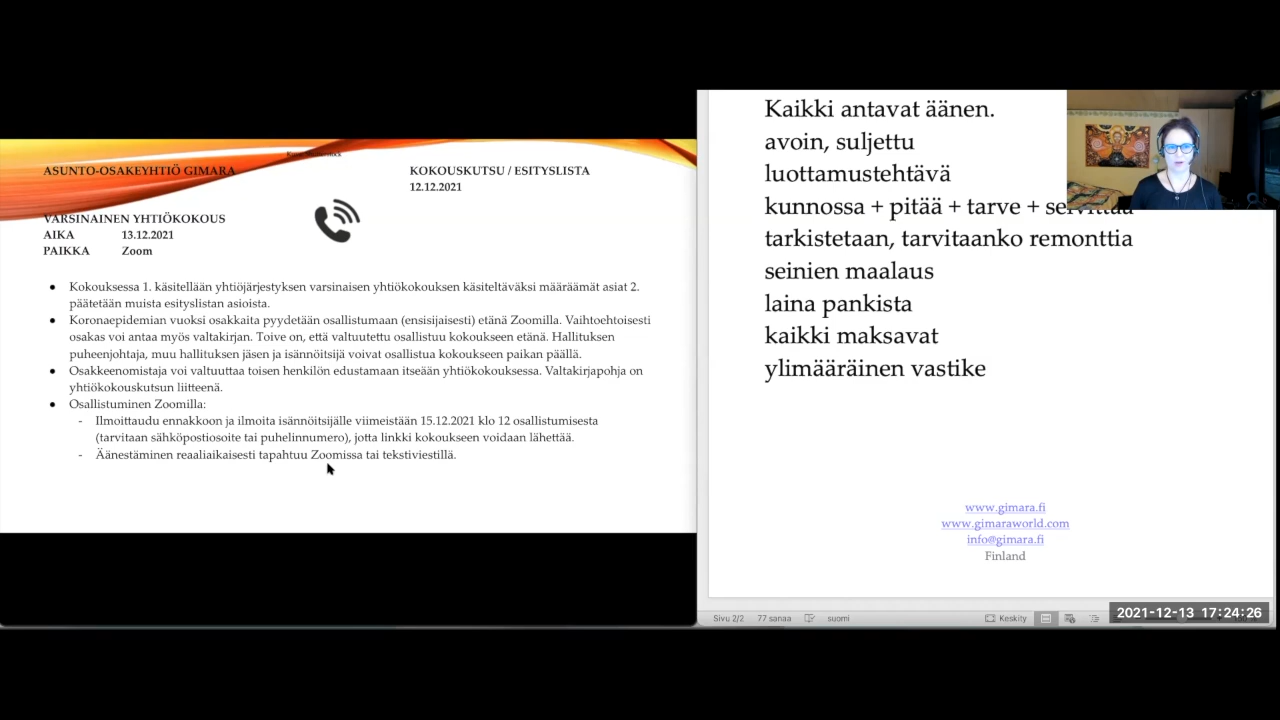 ASUNTO-OSAKEYHTIÖ GIMARA
KOKOUSKUTSU / ESITYSLISTA
12.12.2021
VARSINAINEN YHTIÖKOKOUS
AIKA 13.12.2021
PAIKKA Zoom
● Kokouksessa 1. käsitellään yhtiöjärjestyksen varsinaisen yhtiökokouksen käsiteltäväksi määräämät asiat 2.
päätetään muista esityslistan asioista.
● Koronaepidemian vuoksi osakkaita pyydetään osallistumaan (ensisijaisesti) etänä Zoomilla. Vaihtoehtoisesti
osakas voi antaa myös valtakirjan. Toive on, että valtuutettu osallistuu kokoukseen etänä. Hallituksen
puheenjohtaja, muu hallituksen jäsen ja isännöitsijä voivat osallistua kokoukseen paikan päällä.
● Osakkeenomistaja voi valtuuttaa toisen henkilön edustamaan itseään yhtiökokouksessa. Valtakirjapohja on
yhtiökokouskutsun liitteenä.
● Osallistuminen Zoomilla:
- Ilmoittaudu ennakkoon ja ilmoita isännöitsijälle viimeistään 15.12.2021 klo 12 osallistumisesta
(tarvitaan sähköpostiosoite tai puhelinnumero), jotta linkki kokoukseen voidaan lähettää.
- Äänestäminen reaaliaikaisesti tapahtuu Zoomissa tai tekstiviestillä.
Kaikki antavat äänen.
avoin, suljettu
luottamustehtävä
kunnossa + pitää + tarve + selvittää
tarkistetaan, tarvitaanko remonttia
seinien maalaus
laina pankista
kaikki maksavat
ylimääräinen vastike
www.gimara.fi
www.gimaraworld.com
info@gimara.fi
Finland
Sivu 2/2 77 sanaa suomi Keskity
2021-12-13 17:24:26